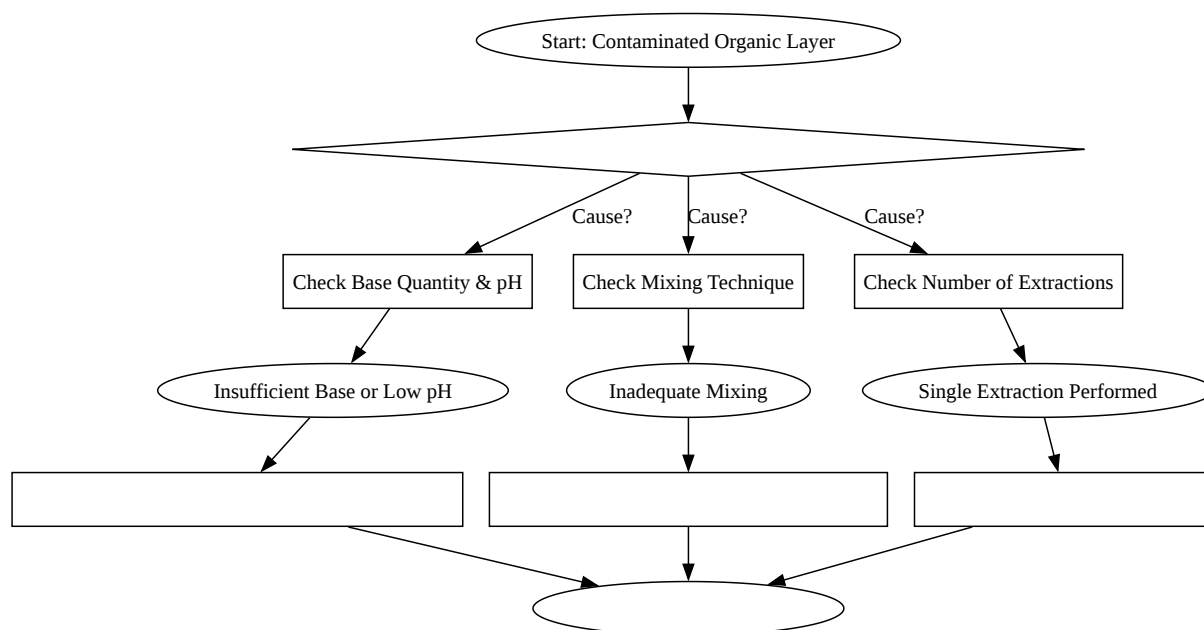 Start: Contaminated Organic Layer
Cause?
Cause?
Cause?
Check Base Quantity & pH
Check Mixing Technique
Check Number of Extractions
Insufficient Base or Low pH
Inadequate Mixing
Single Extraction Performed